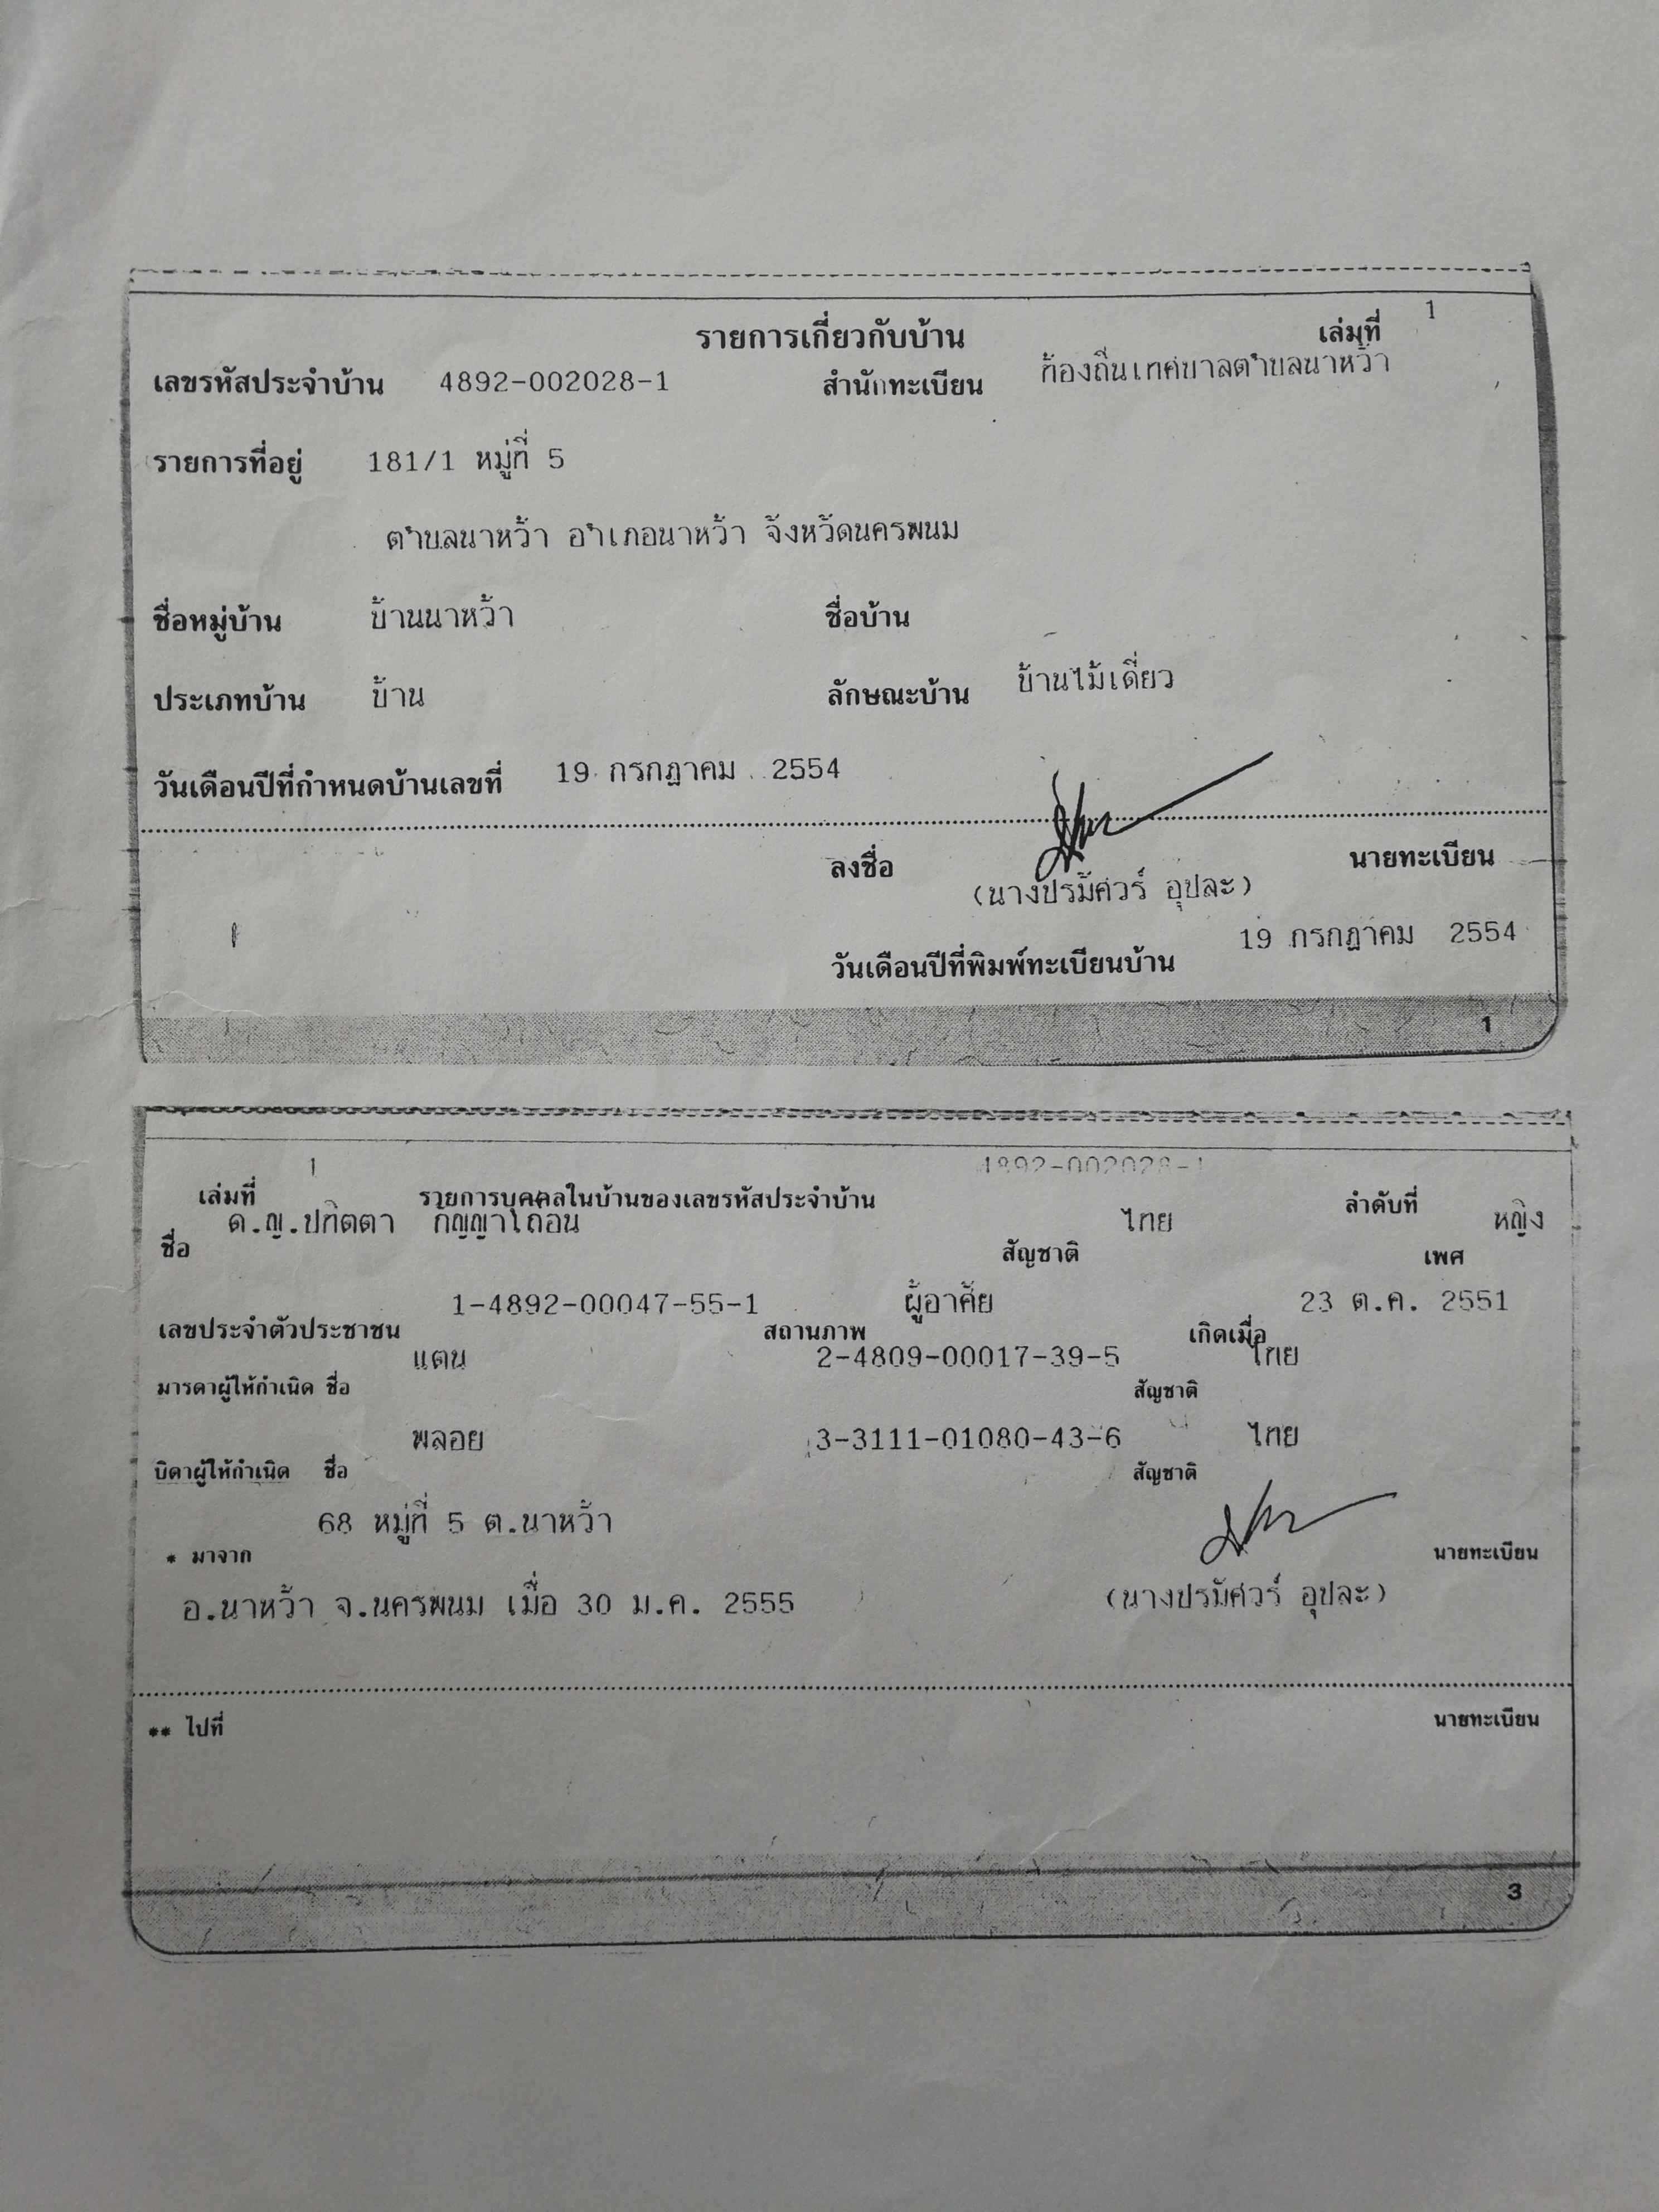 เล่มที่ 1
รายการเกี่ยวกับบ้าน
เลขรหัสประจำบ้าน 4892-002028-1 สำนักทะเบียน ท้องถิ่นเทศบาลตำบลนาหว้า
รายการที่อยู่ 181/1 หมู่ที่ 5
ตำบลนาหว้า อำเภอนาหว้า จังหวัดนครพนม
ชื่อหมู่บ้าน บ้านนาหว้า ชื่อบ้าน
ประเภทบ้าน บ้าน ลักษณะบ้าน บ้านไม้เดี่ยว
วันเดือนปีที่กำหนดบ้านเลขที่ 19 กรกฎาคม 2554
ลงชื่อ นายทะเบียน
(นางปรมัศวร์ อุปละ)
วันเดือนปีที่พิมพ์ทะเบียนบ้าน 19 กรกฎาคม 2554
1
เล่มที่ 1 รายการบุคคลในบ้านของเลขรหัสประจำบ้าน 4892-002028-1 ลำดับที่
ชื่อ ด.ญ.ปทิตตา กัญญาโถอน สัญชาติ ไทย เพศ หญิง
เลขประจำตัวประชาชน 1-4892-00047-55-1 สถานภาพ ผู้อาศัย เกิดเมื่อ 23 ต.ค. 2551
มารดาผู้ให้กำเนิด ชื่อ แตน 2-4809-00017-39-5 สัญชาติ ไทย
บิดาผู้ให้กำเนิด ชื่อ พลอย 3-3111-01080-43-6 สัญชาติ ไทย
* มาจาก 68 หมู่ที่ 5 ต.นาหว้า นายทะเบียน
อ.นาหว้า จ.นครพนม เมื่อ 30 ม.ค. 2555 (นางปรมัศวร์ อุปละ)
** ไปที่ นายทะเบียน
3